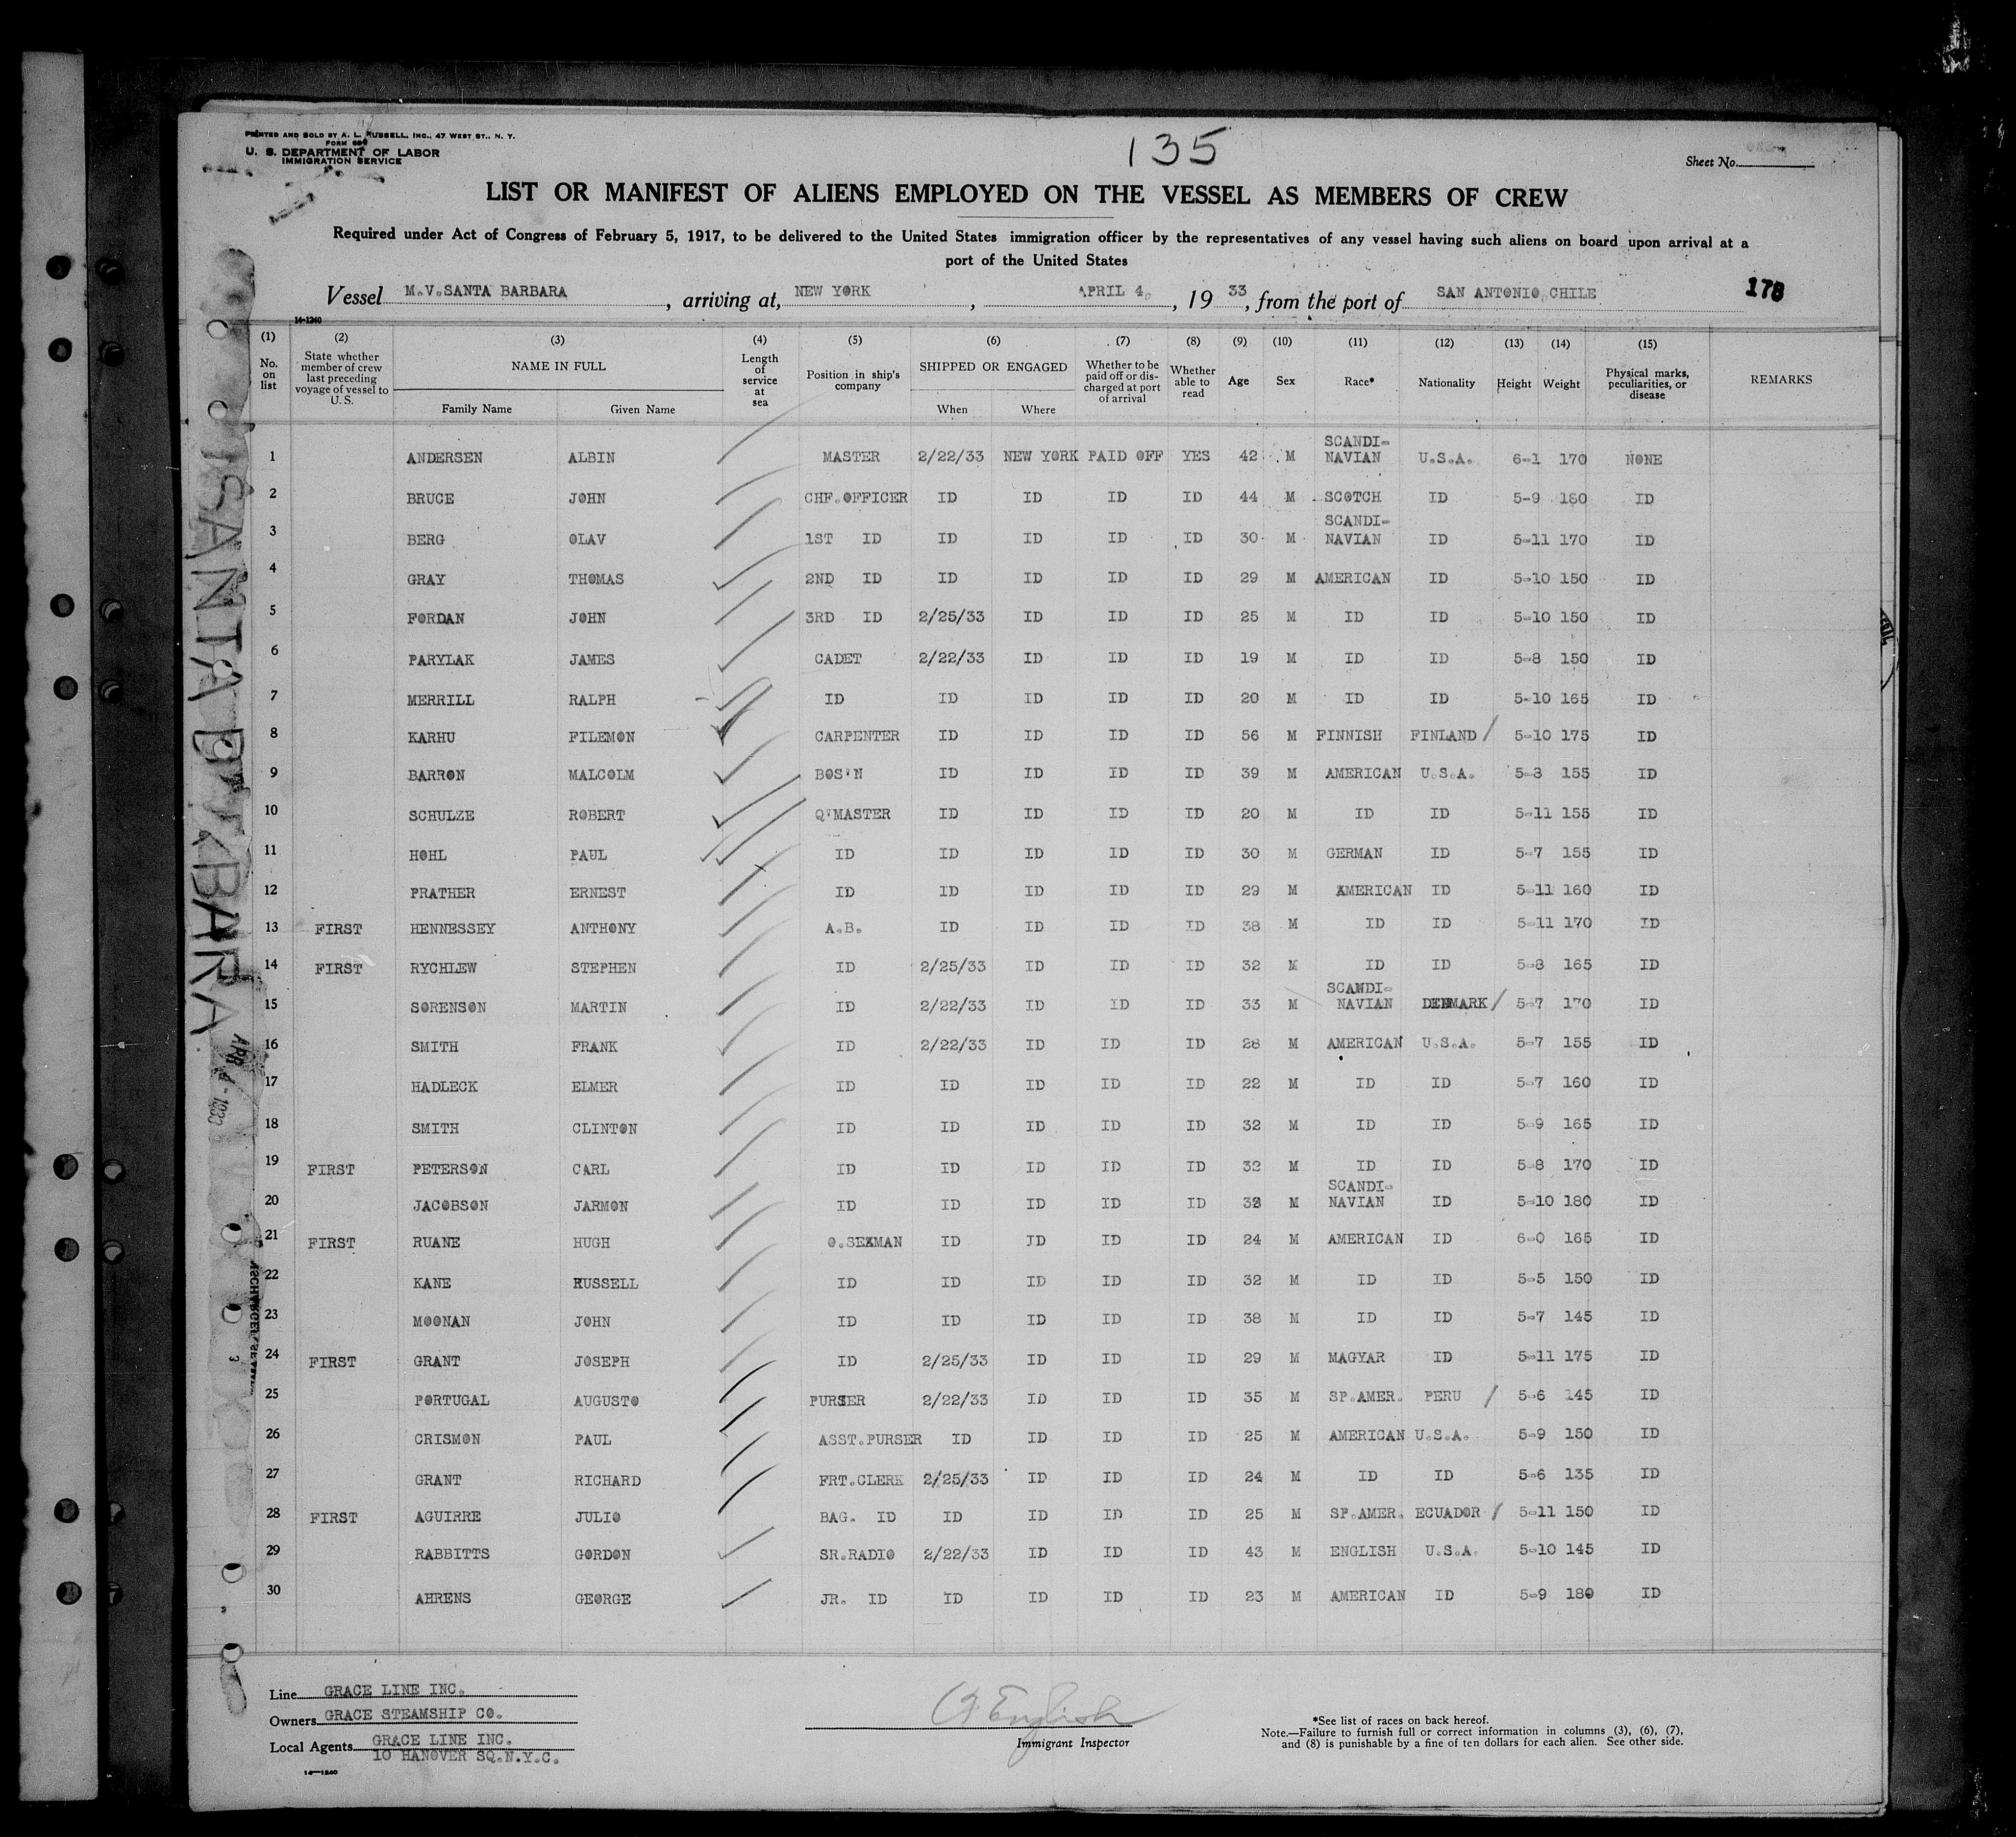 PRINTED AND SOLD BY A. L. RUSSELL, INC., 47 WEST ST., N. Y.
FORM 689
U. S. DEPARTMENT OF LABOR
IMMIGRATION SERVICE
135
Sheet No.
LIST OR MANIFEST OF ALIENS EMPLOYED ON THE VESSEL AS MEMBERS OF CREW
Required under Act of Congress of February 5, 1917, to be delivered to the United States immigration officer by the representatives of any vessel having such aliens on board upon arrival at a
port of the United States
Vessel M.V.SANTA BARBARA, arriving at, NEW YORK, APRIL 4, 19 33, from the port of SAN ANTONIO,CHILE 178
14-1240
(1) (2) (3) (4) (5) (6) (7) (8) (9) (10) (11) (12) (13) (14) (15)
No. on list State whether member of crew last preceding voyage of vessel to U. S. NAME IN FULL Length of service at sea Position in ship's company SHIPPED OR ENGAGED Whether to be paid off or discharged at port of arrival Whether able to read Age Sex Race* Nationality Height Weight Physical marks, peculiarities, or disease REMARKS
Family Name Given Name When Where
1 ANDERSEN ALBIN MASTER 2/22/33 NEW YORK PAID OFF YES 42 M SCANDI-NAVIAN U.S.A. 6-1 170 NONE
2 BRUCE JOHN CHF.OFFICER ID ID ID ID 44 M SCOTCH ID 5-9 180 ID
3 BERG OLAV 1ST ID ID ID ID ID 30 M SCANDI-NAVIAN ID 5-11 170 ID
4 GRAY THOMAS 2ND ID ID ID ID ID 29 M AMERICAN ID 5-10 150 ID
5 FORDAN JOHN 3RD ID 2/25/33 ID ID ID 25 M ID ID 5-10 150 ID
6 PARYLAK JAMES CADET 2/22/33 ID ID ID 19 M ID ID 5-8 150 ID
7 MERRILL RALPH ID ID ID ID ID 20 M ID ID 5-10 165 ID
8 KARHU FILEMON CARPENTER ID ID ID ID 56 M FINNISH FINLAND / 5-10 175 ID
9 BARRON MALCOLM BOS'N ID ID ID ID 39 M AMERICAN U.S.A. 5-8 155 ID
10 SCHULZE ROBERT Q'MASTER ID ID ID ID 20 M ID ID 5-11 155 ID
11 HOHL PAUL ID ID ID ID ID 30 M GERMAN ID 5-7 155 ID
12 PRATHER ERNEST ID ID ID ID ID 29 M AMERICAN ID 5-11 160 ID
13 FIRST HENNESSEY ANTHONY A.B. ID ID ID ID 38 M ID ID 5-11 170 ID
14 FIRST RYCHLEW STEPHEN ID 2/25/33 ID ID ID 32 M ID ID 5-8 165 ID
15 SORENSON MARTIN ID 2/22/33 ID ID ID 33 M SCANDI-NAVIAN DENMARK / 5-7 170 ID
16 SMITH FRANK ID 2/22/33 ID ID ID 28 M AMERICAN U.S.A. 5-7 155 ID
17 HADLECK ELMER ID ID ID ID ID 22 M ID ID 5-7 160 ID
18 SMITH CLINTON ID ID ID ID ID 32 M ID ID 5-9 165 ID
19 FIRST PETERSON CARL ID ID ID ID ID 32 M ID ID 5-8 170 ID
20 JACOBSON JARMON ID ID ID ID ID M SCANDI-NAVIAN ID 5-10 180 ID
21 FIRST RUANE HUGH O.SEAMAN ID ID ID ID 24 M AMERICAN ID 6-0 165 ID
22 KANE RUSSELL ID ID ID ID ID 32 M ID ID 5-5 150 ID
23 MOONAN JOHN ID ID ID ID ID 38 M ID ID 5-7 145 ID
24 FIRST GRANT JOSEPH ID 2/25/33 ID ID ID 29 M MAGYAR ID 5-11 175 ID
25 PORTUGAL AUGUSTO PURSER 2/22/33 ID ID ID 35 M SP.AMER. PERU / 5-6 145 ID
26 CRISMON PAUL ASST.PURSER ID ID ID ID 25 M AMERICAN U.S.A. 5-9 150 ID
27 GRANT RICHARD FRT.CLERK 2/25/33 ID ID ID 24 M ID ID 5-6 135 ID
28 FIRST AGUIRRE JULIO BAG. ID ID ID ID ID 25 M SP.AMER. ECUADOR / 5-11 150 ID
29 RABBITTS GORDON SR.RADIO 2/22/33 ID ID ID 43 M ENGLISH U.S.A. 5-10 145 ID
30 AHRENS GEORGE JR. ID ID ID ID ID 23 M AMERICAN ID 5-9 180 ID
SANTA BARBARA
Line GRACE LINE INC.
Owners GRACE STEAMSHIP CO.
Local Agents GRACE LINE INC.
10 HANOVER SQ.N.Y.C.
14-1240
English
Immigrant Inspector
*See list of races on back hereof.
Note.—Failure to furnish full or correct information in columns (3), (6), (7),
and (8) is punishable by a fine of ten dollars for each alien. See other side.